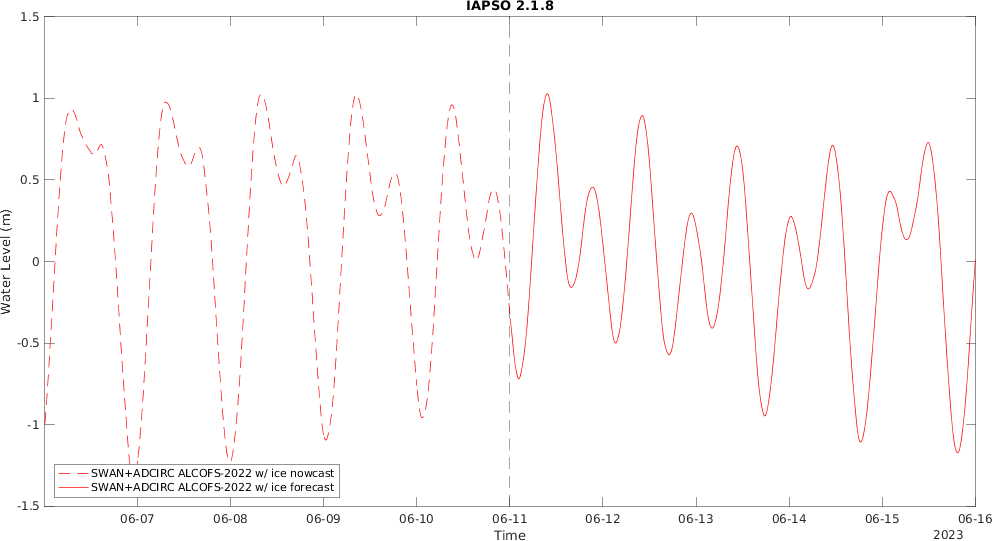 IAPSO 2.1.8
1.5
1
0.5
0
-0.5
-1
-1.5
Water Level (m)
SWAN+ADCIRC ALCOFS-2022 w/ ice nowcast
SWAN+ADCIRC ALCOFS-2022 w/ ice forecast
06-07 06-08 06-09 06-10 06-11 06-12 06-13 06-14 06-15 06-16
Time
2023